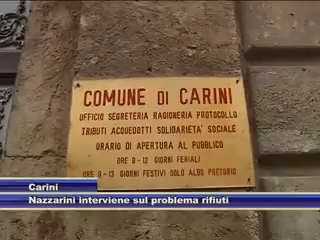 COMUNE DI CARINI
UFFICIO SEGRETERIA RAGIONERIA PROTOCOLLO
TRIBUTI ACQUEDOTTI SOLIDARIETA' SOCIALE
ORARIO DI APERTURA AL PUBBLICO
ORE 8-12 GIORNI FERIALI
ORE 9-13 GIORNI FESTIVI SOLO ALBO PRETORIO
Carini
Nazzarini interviene sul problema rifiuti